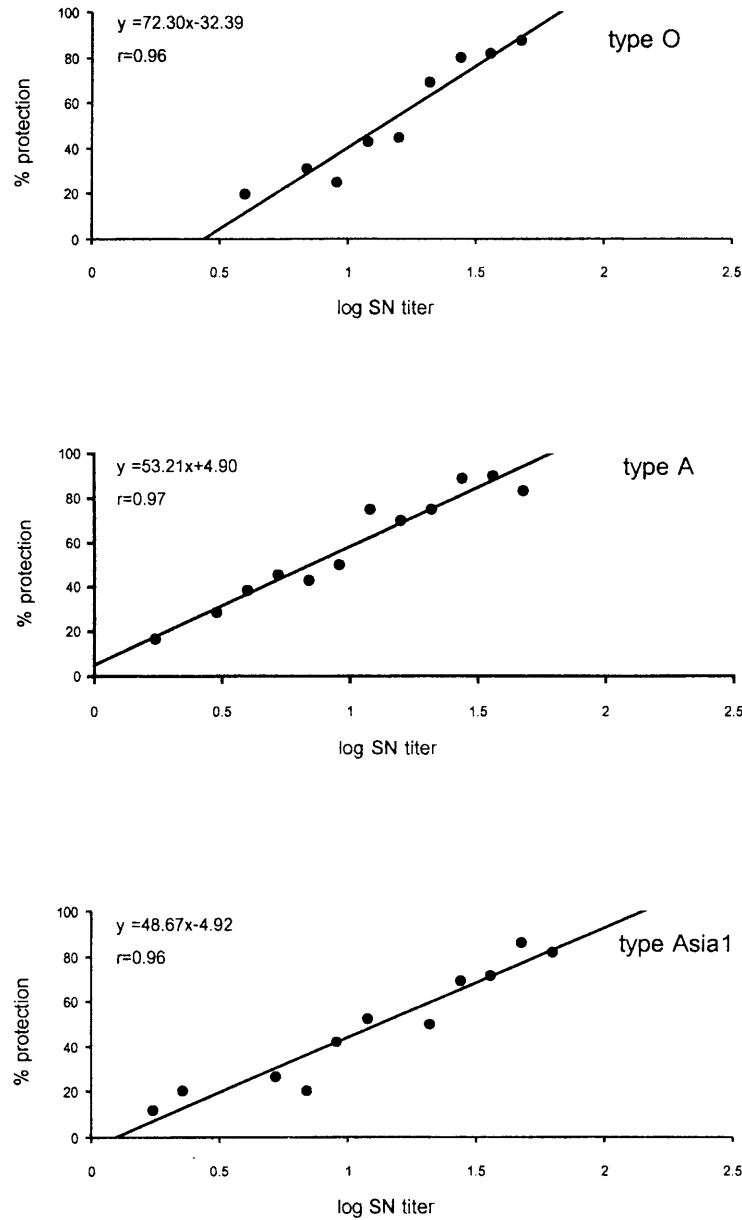 y =72.30x-32.39
r=0.96
type O
% protection
100
80
60
40
20
0
0 0.5 1 1.5 2 2.5
log SN titer
y =53.21x+4.90
r=0.97
type A
% protection
100
80
60
40
20
0
0 0.5 1 1.5 2 2.5
log SN titer
y =48.67x-4.92
r=0.96
type Asia1
% protection
100
80
60
40
20
0
0 0.5 1 1.5 2 2.5
log SN titer